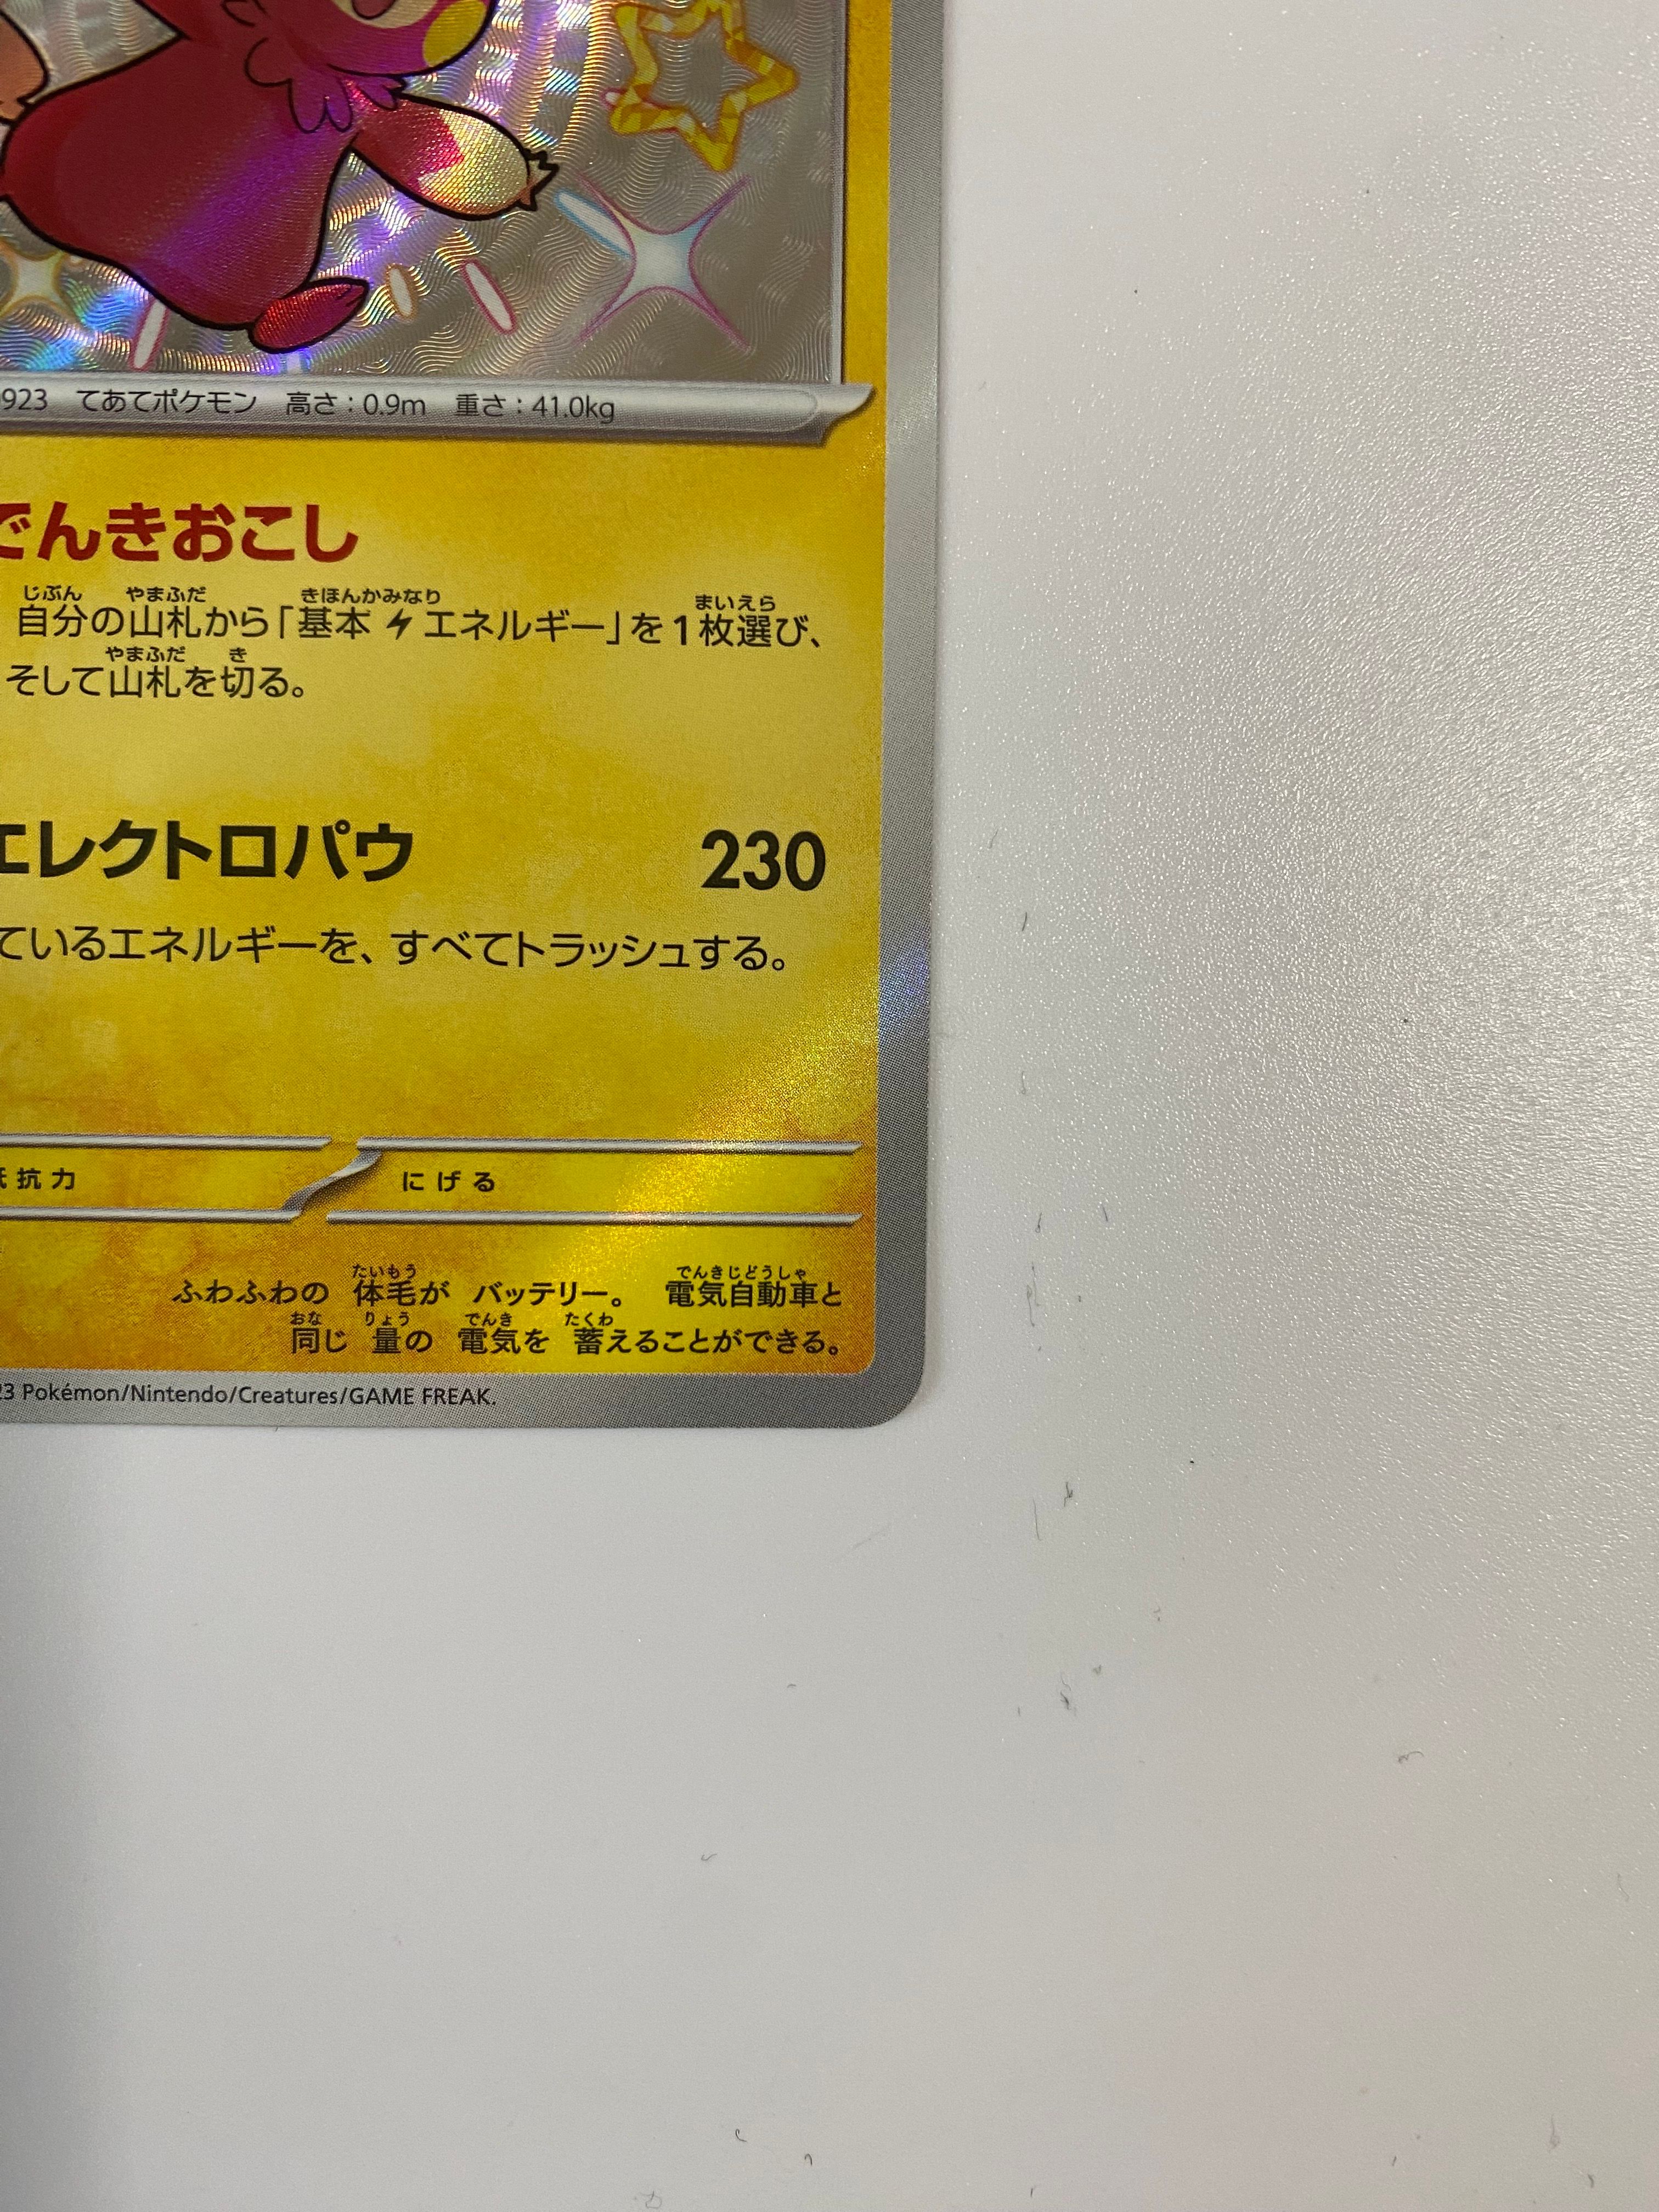 923 てあてポケモン 高さ：0.9m 重さ：41.0kg
でんきおこし
じぶん やまふだ きほんかみなり まいえら
自分の山札から「基本エネルギー」を1枚選び、
やまふだ き
そして山札を切る。
エレクトロパウ 230
ているエネルギーを、すべてトラッシュする。
抗力 にげる
たいもう でんきじどうしゃ
ふわふわの 体毛が バッテリー。 電気自動車と
おな りょう でんき たくわ
同じ 量の 電気を 蓄えることができる。
23 Pokémon/Nintendo/Creatures/GAME FREAK.